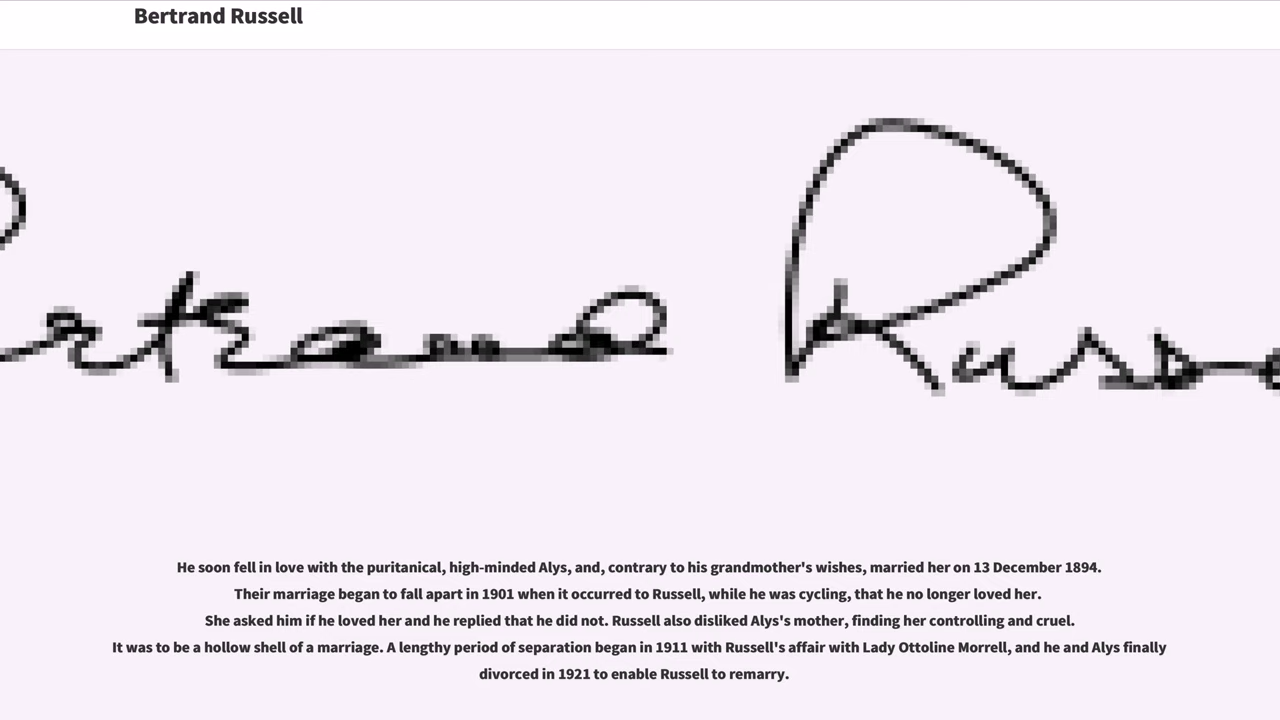 Bertrand Russell
ertrand Russe
He soon fell in love with the puritanical, high-minded Alys, and, contrary to his grandmother's wishes, married her on 13 December 1894.
Their marriage began to fall apart in 1901 when it occurred to Russell, while he was cycling, that he no longer loved her.
She asked him if he loved her and he replied that he did not. Russell also disliked Alys's mother, finding her controlling and cruel.
It was to be a hollow shell of a marriage. A lengthy period of separation began in 1911 with Russell's affair with Lady Ottoline Morrell, and he and Alys finally
divorced in 1921 to enable Russell to remarry.